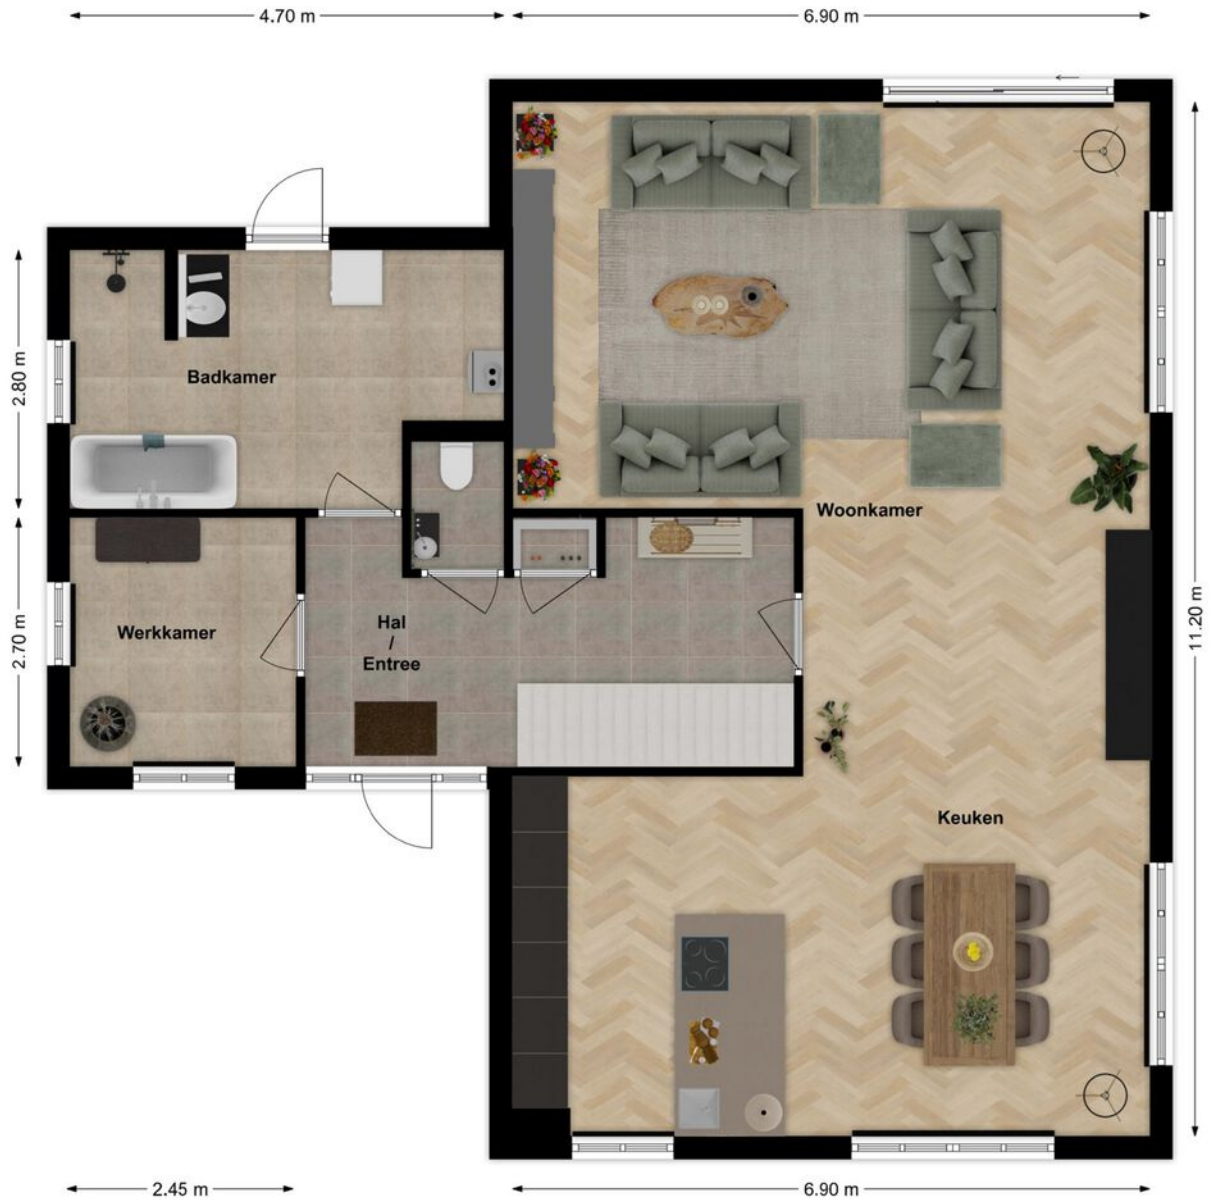 4.70 m
6.90 m
2.80 m
Badkamer
Woonkamer
2.70 m
Werkkamer
Hal
/
Entree
11.20 m
Keuken
2.45 m
6.90 m